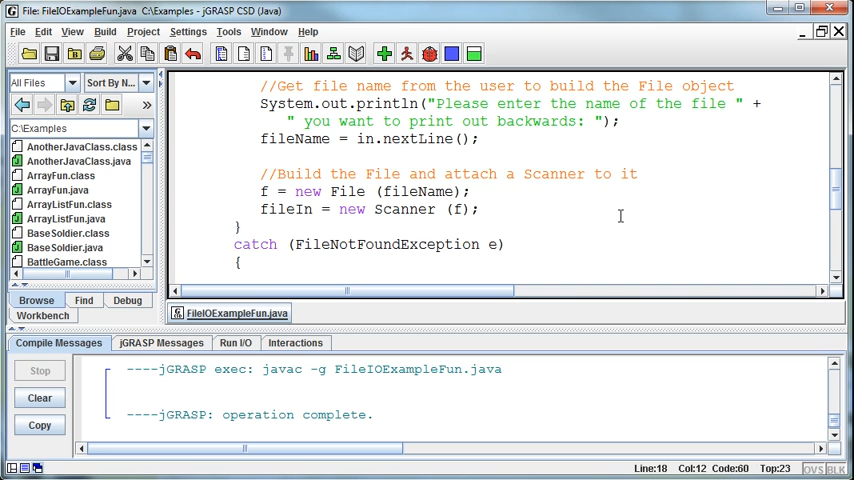 File: FileIOExampleFun.java C:\Examples - jGRASP CSD (Java)
File Edit View Build Project Settings Tools Window Help
All Files Sort By N...
C:\Examples
AnotherJavaClass.class
AnotherJavaClass.java
ArrayFun.class
ArrayFun.java
ArrayListFun.class
ArrayListFun.java
BaseSoldier.class
BaseSoldier.java
BattleGame.class
Browse Find Debug
Workbench
//Get file name from the user to build the File object
System.out.println("Please enter the name of the file " +
" you want to print out backwards: ");
fileName = in.nextLine();
//Build the File and attach a Scanner to it
f = new File (fileName);
fileIn = new Scanner (f);
}
catch (FileNotFoundException e)
{
FileIOExampleFun.java
Compile Messages jGRASP Messages Run I/O Interactions
Stop
Clear
Copy
----jGRASP exec: javac -g FileIOExampleFun.java
----jGRASP: operation complete.
Line:18 Col:12 Code:60 Top:23 OVS BLK